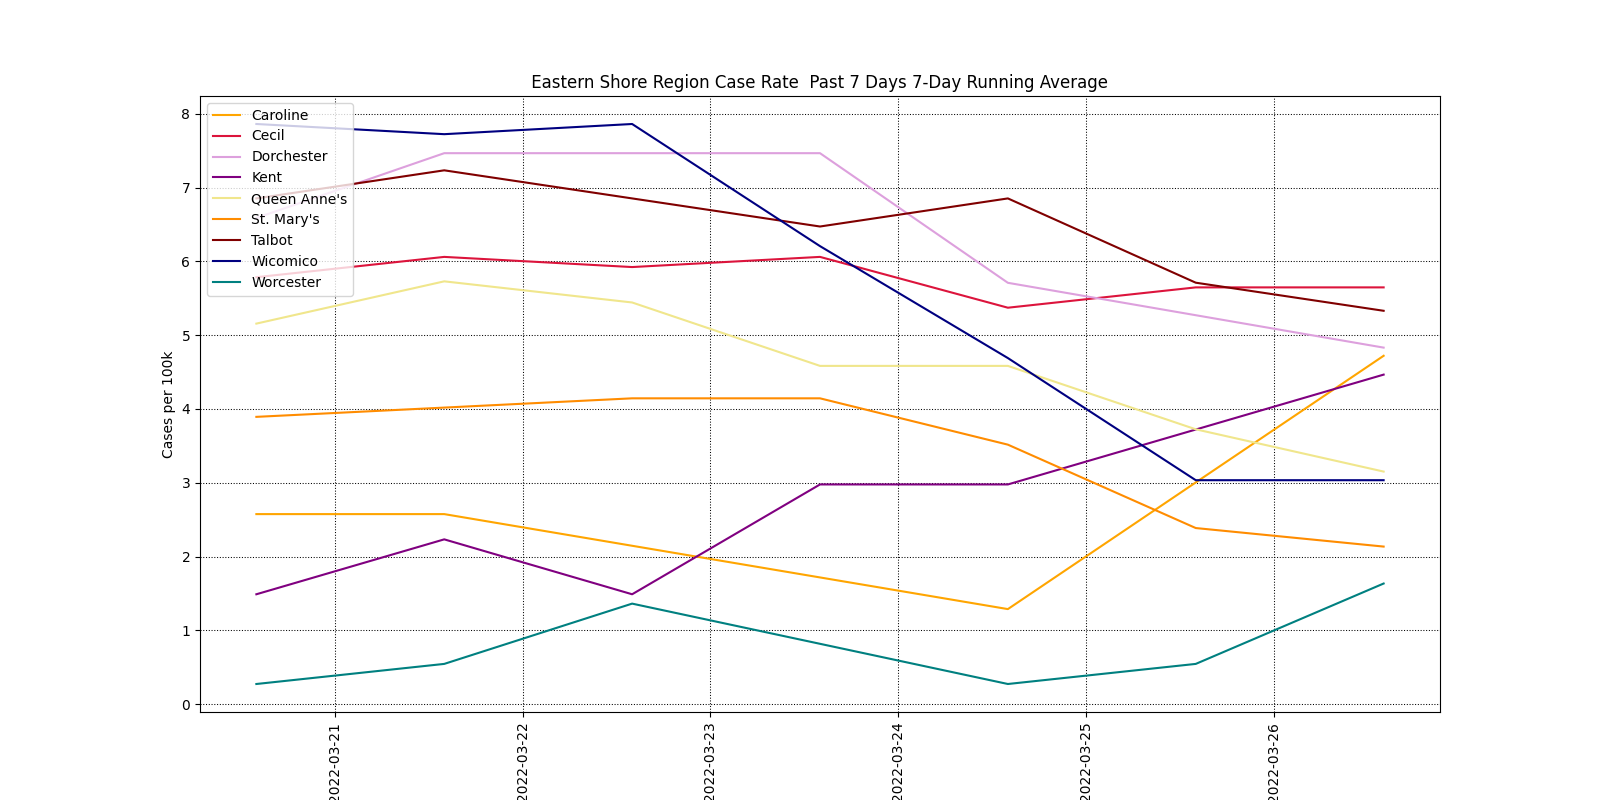 Eastern Shore Region Case Rate  Past 7 Days 7-Day Running Average
Caroline
Cecil
Dorchester
Kent
Queen Anne's
St. Mary's
Talbot
Wicomico
Worcester
Cases per 100k
8
7
6
5
4
3
2
1
0
2022-03-21
2022-03-22
2022-03-23
2022-03-24
2022-03-25
2022-03-26